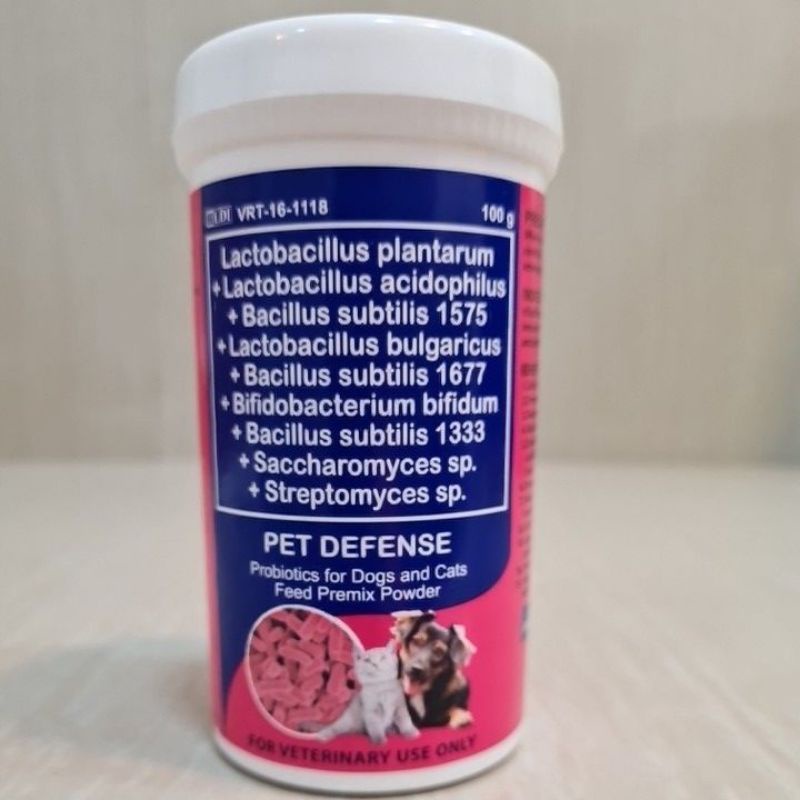 VRT-16-1118
100 g
Lactobacillus plantarum
+ Lactobacillus acidophilus
+ Bacillus subtilis 1575
+ Lactobacillus bulgaricus
+ Bacillus subtilis 1677
+ Bifidobacterium bifidum
+ Bacillus subtilis 1333
+ Saccharomyces sp.
+ Streptomyces sp.
PET DEFENSE
Probiotics for Dogs and Cats
Feed Premix Powder
FOR VETERINARY USE ONLY